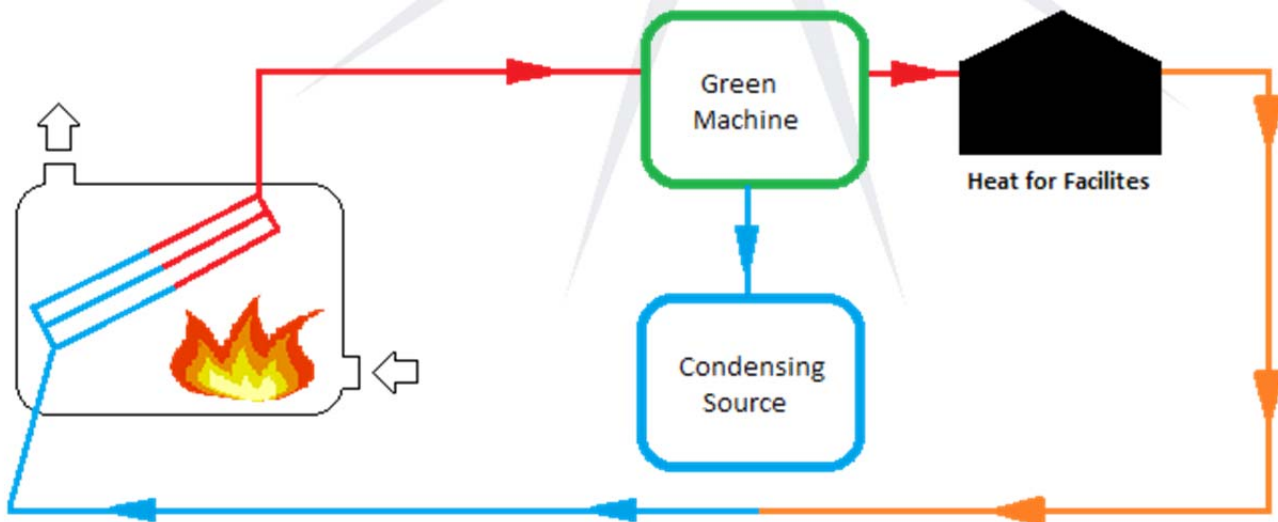 Green
Machine
Heat for Facilites
Condensing
Source